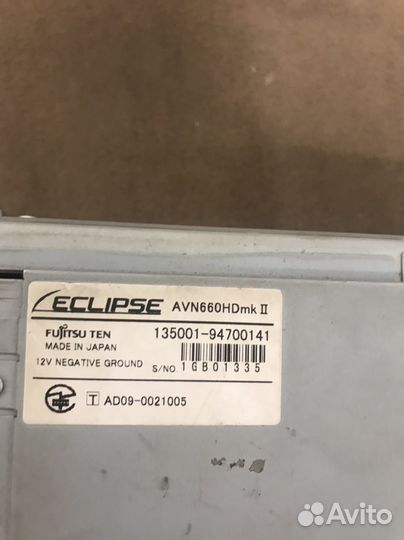 ECLIPSE AVN660HDmk II
FUJITSU TEN 135001-94700141
MADE IN JAPAN
12V NEGATIVE GROUND S/NO. 1GB01335
T AD09-0021005
Avito